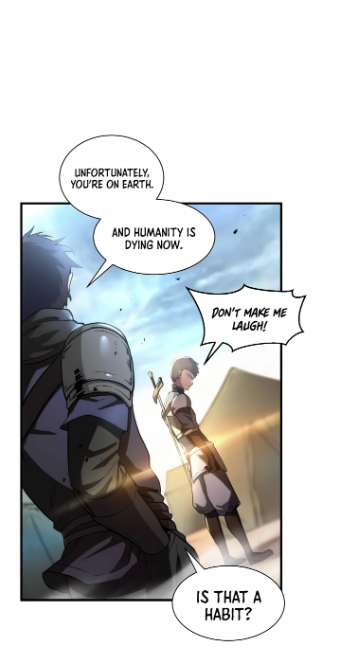 UNFORTUNATELY,
YOU'RE ON EARTH.
AND HUMANITY IS
DYING NOW.
DON'T MAKE ME
LAUGH!
IS THAT A
HABIT?